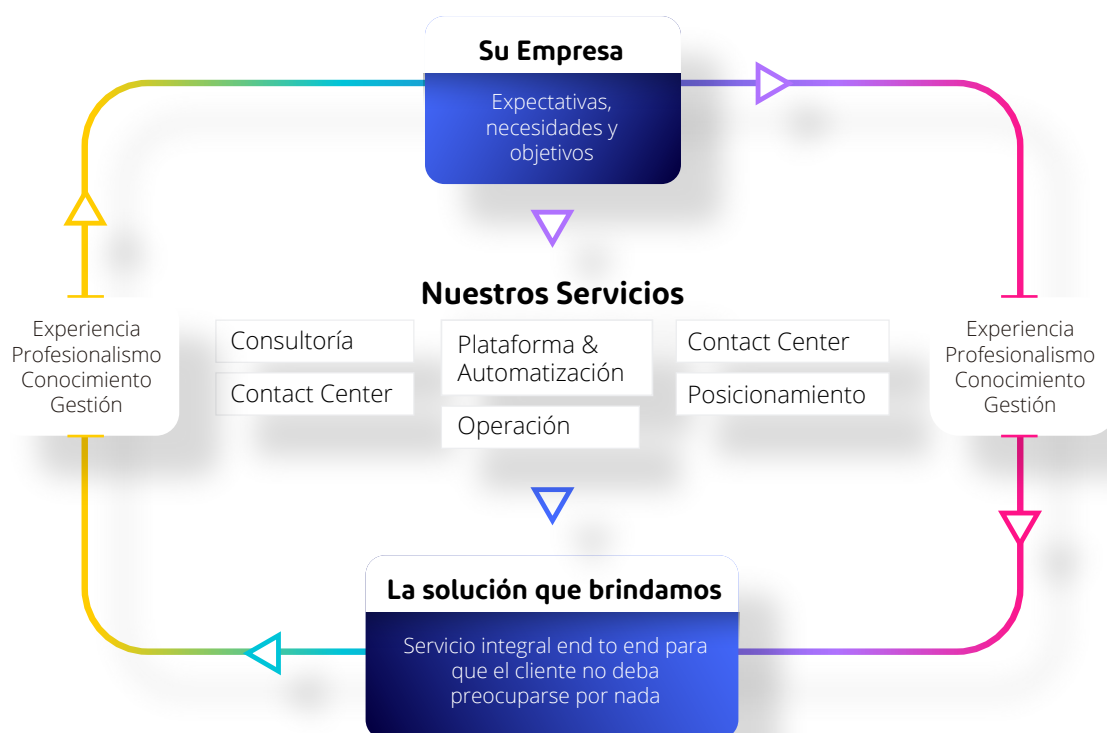 Su Empresa
Expectativas,
necesidades y
objetivos
Nuestros Servicios
Experiencia
Profesionalismo
Conocimiento
Gestión
Consultoría
Contact Center
Plataforma &
Automatización
Operación
Contact Center
Posicionamiento
Experiencia
Profesionalismo
Conocimiento
Gestión
La solución que brindamos
Servicio integral end to end para
que el cliente no deba
preocuparse por nada